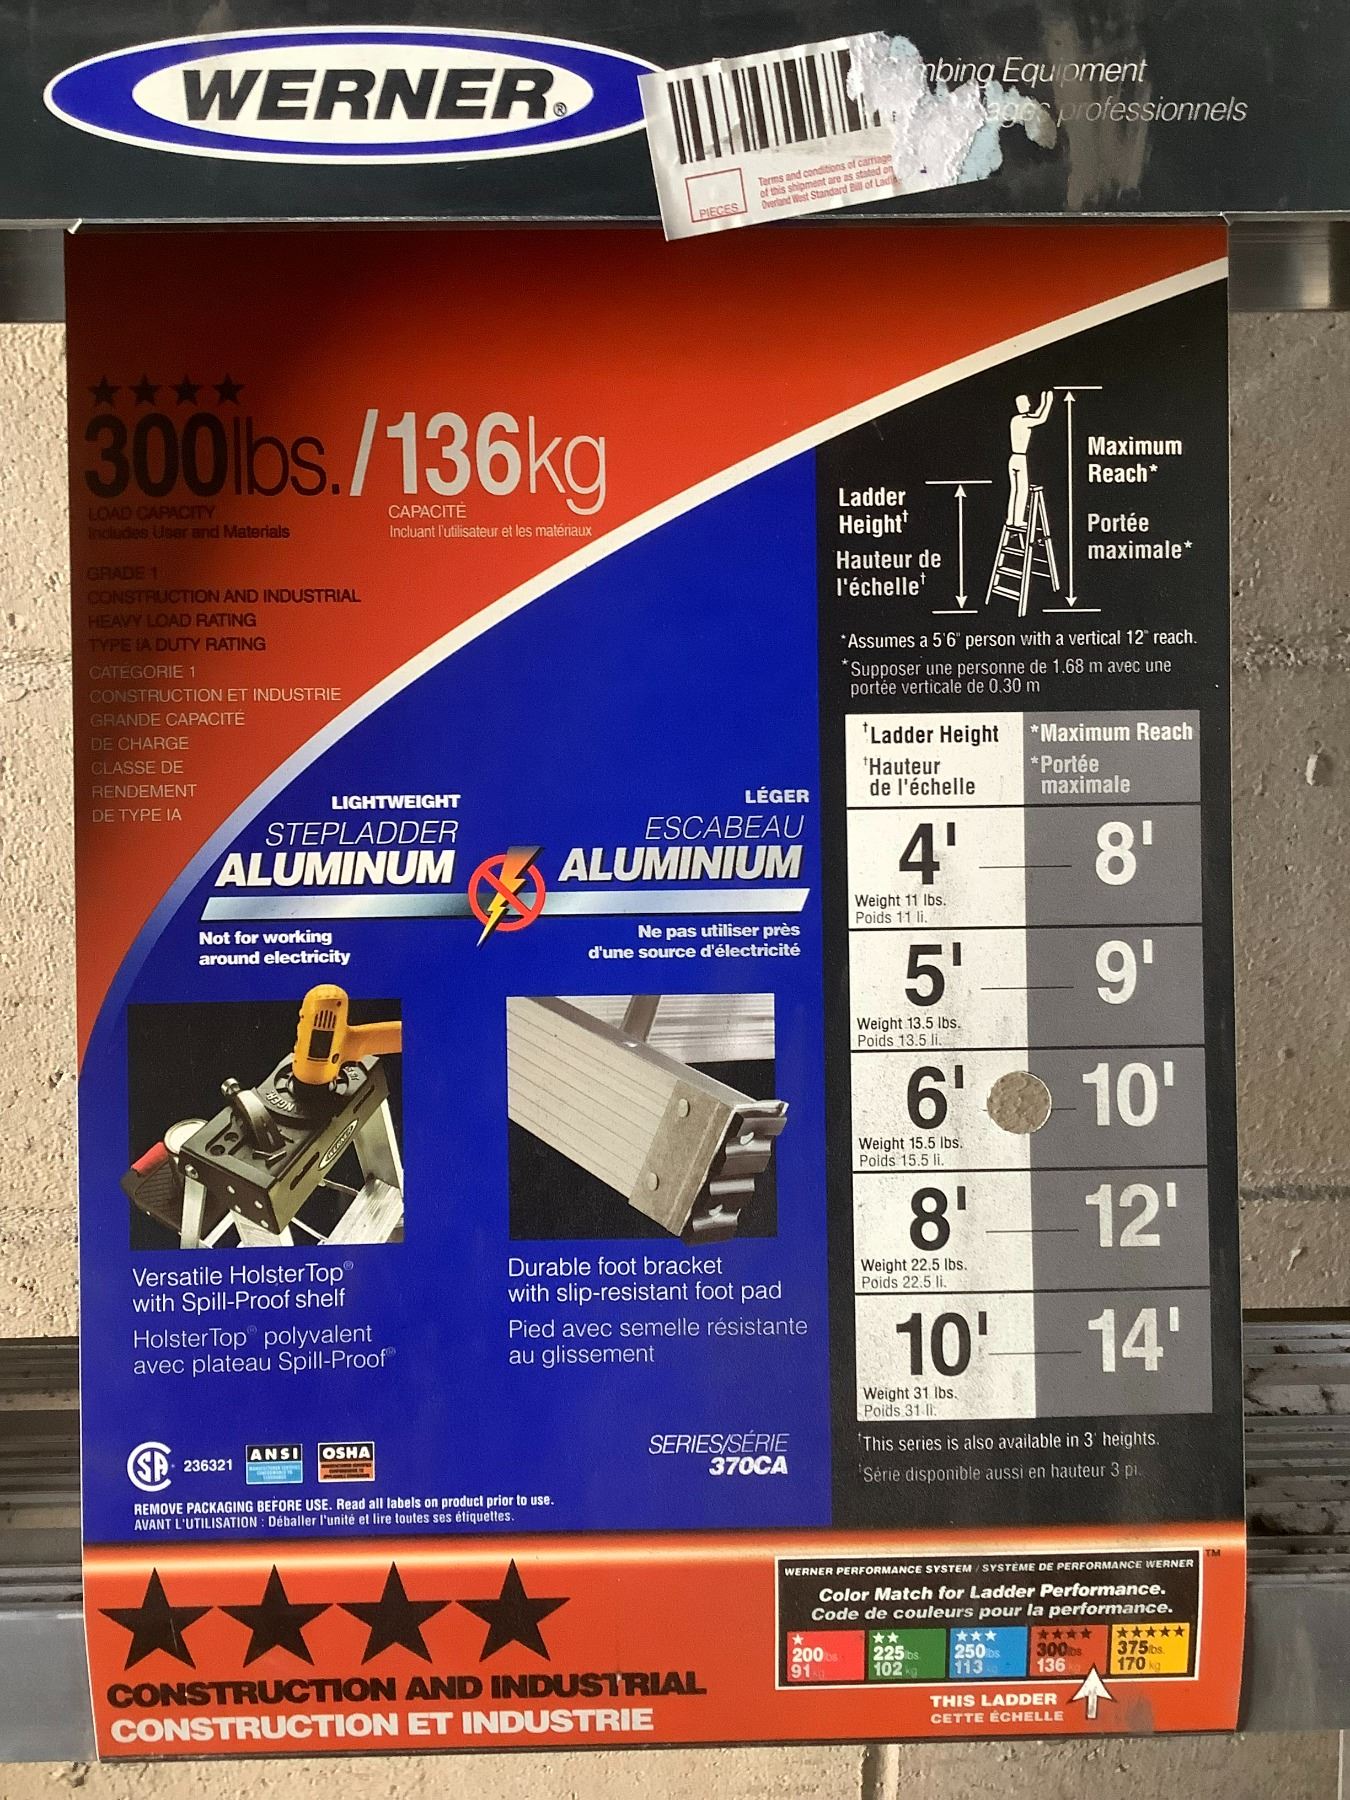 WERNER®
mbing Equipment
ages professionnels
PIECES
Terms and conditions of carriage
of this shipment are as stated on
Overland West Standard Bill of Ladi
300lbs./136kg
LOAD CAPACITY
Includes User and Materials
CAPACITÉ
Incluant l'utilisateur et les matériaux
GRADE 1
CONSTRUCTION AND INDUSTRIAL
HEAVY LOAD RATING
TYPE IA DUTY RATING
CATÉGORIE 1
CONSTRUCTION ET INDUSTRIE
GRANDE CAPACITÉ
DE CHARGE
CLASSE DE
RENDEMENT
DE TYPE IA
Maximum
Reach*
Portée
maximale*
Ladder
Height†
Hauteur de
l'échelle†
*Assumes a 5'6" person with a vertical 12" reach.
*Supposer une personne de 1.68 m avec une
portée verticale de 0.30 m
†Ladder Height
†Hauteur
de l'échelle
*Maximum Reach
*Portée
maximale
4' 8'
Weight 11 lbs.
Poids 11 li.
5' 9'
Weight 13.5 lbs.
Poids 13.5 li.
6' 10'
Weight 15.5 lbs.
Poids 15.5 li.
8' 12'
Weight 22.5 lbs.
Poids 22.5 li.
10' 14'
Weight 31 lbs.
Poids 31 li.
†This series is also available in 3' heights.
†Série disponible aussi en hauteur 3 pi.
LIGHTWEIGHT
STEPLADDER
ALUMINUM
LÉGER
ESCABEAU
ALUMINIUM
Not for working
around electricity
Ne pas utiliser près
d'une source d'électricité
WERNER
Versatile HolsterTop®
with Spill-Proof shelf
HolsterTop® polyvalent
avec plateau Spill-Proof®
Durable foot bracket
with slip-resistant foot pad
Pied avec semelle résistante
au glissement
SERIES/SÉRIE
370CA
SA
236321
ANSI
OSHA
REMOVE PACKAGING BEFORE USE. Read all labels on product prior to use.
AVANT L'UTILISATION : Déballer l'unité et lire toutes ses étiquettes.
CONSTRUCTION AND INDUSTRIAL
CONSTRUCTION ET INDUSTRIE
WERNER PERFORMANCE SYSTEM / SYSTÈME DE PERFORMANCE WERNER ™
Color Match for Ladder Performance.
Code de couleurs pour la performance.
200lbs 225lbs. 250lbs 300lbs 375lbs.
91kg 102kg 113kg 136kg 170kg
THIS LADDER
CETTE ÉCHELLE